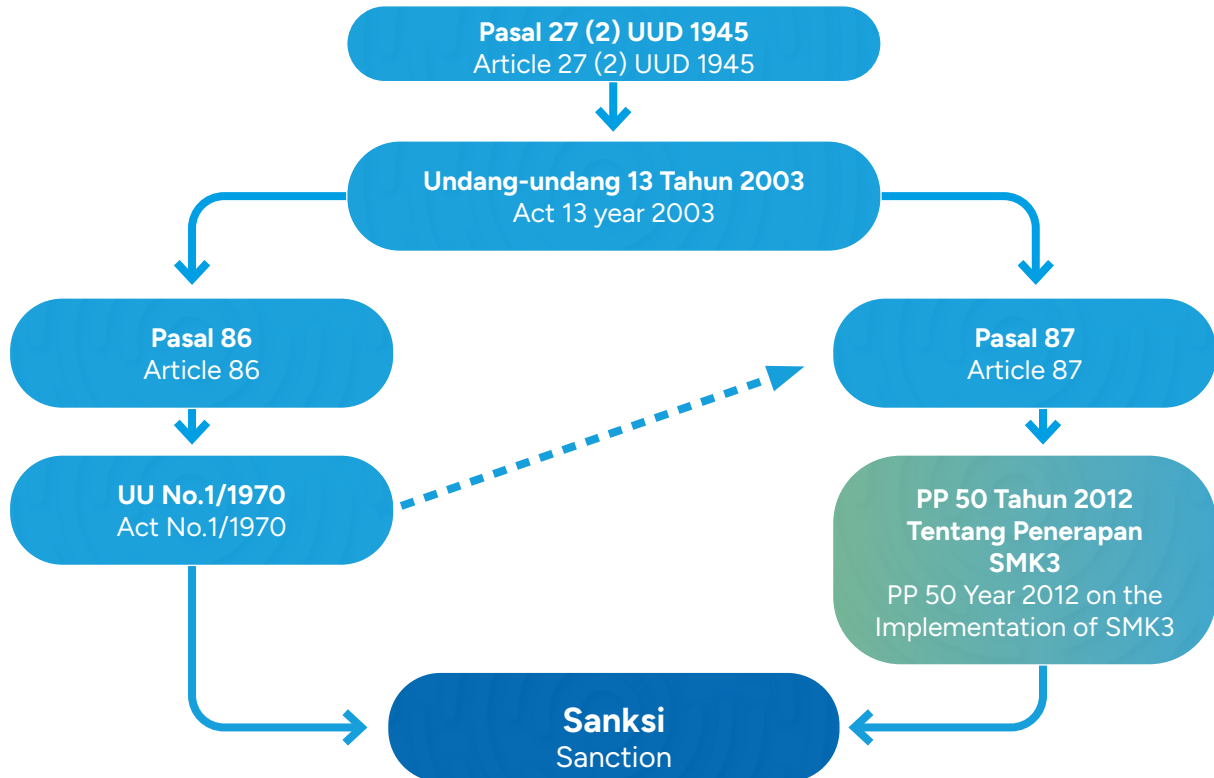 Pasal 27 (2) UUD 1945
Article 27 (2) UUD 1945
Undang-undang 13 Tahun 2003
Act 13 year 2003
Pasal 86
Article 86
Pasal 87
Article 87
UU No.1/1970
Act No.1/1970
PP 50 Tahun 2012
Tentang Penerapan
SMK3
PP 50 Year 2012 on the
Implementation of SMK3
Sanksi
Sanction